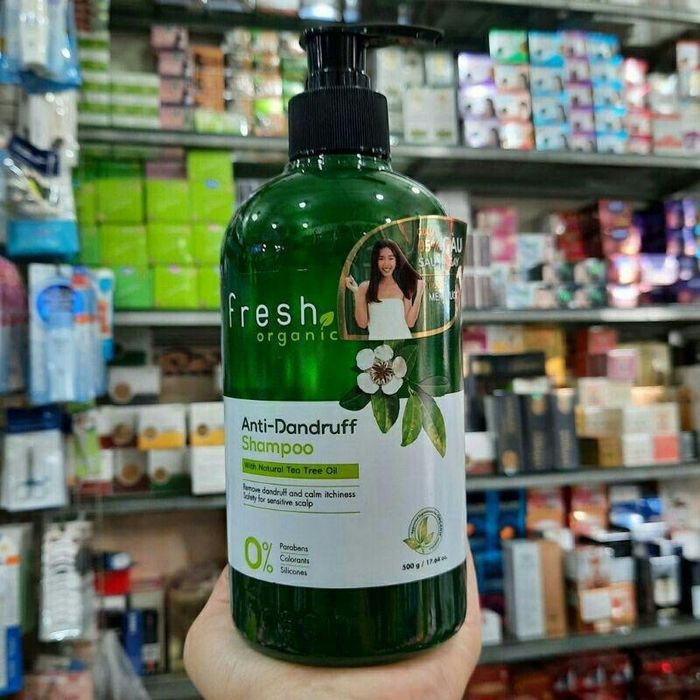 fresh
organic
Anti-Dandruff
Shampoo
With Natural Tea Tree Oil
Remove dandruff and calm itchiness
Safety for sensitive scalp
0%
Parabens
Colorants
Silicones
500 g / 17.64 oz.